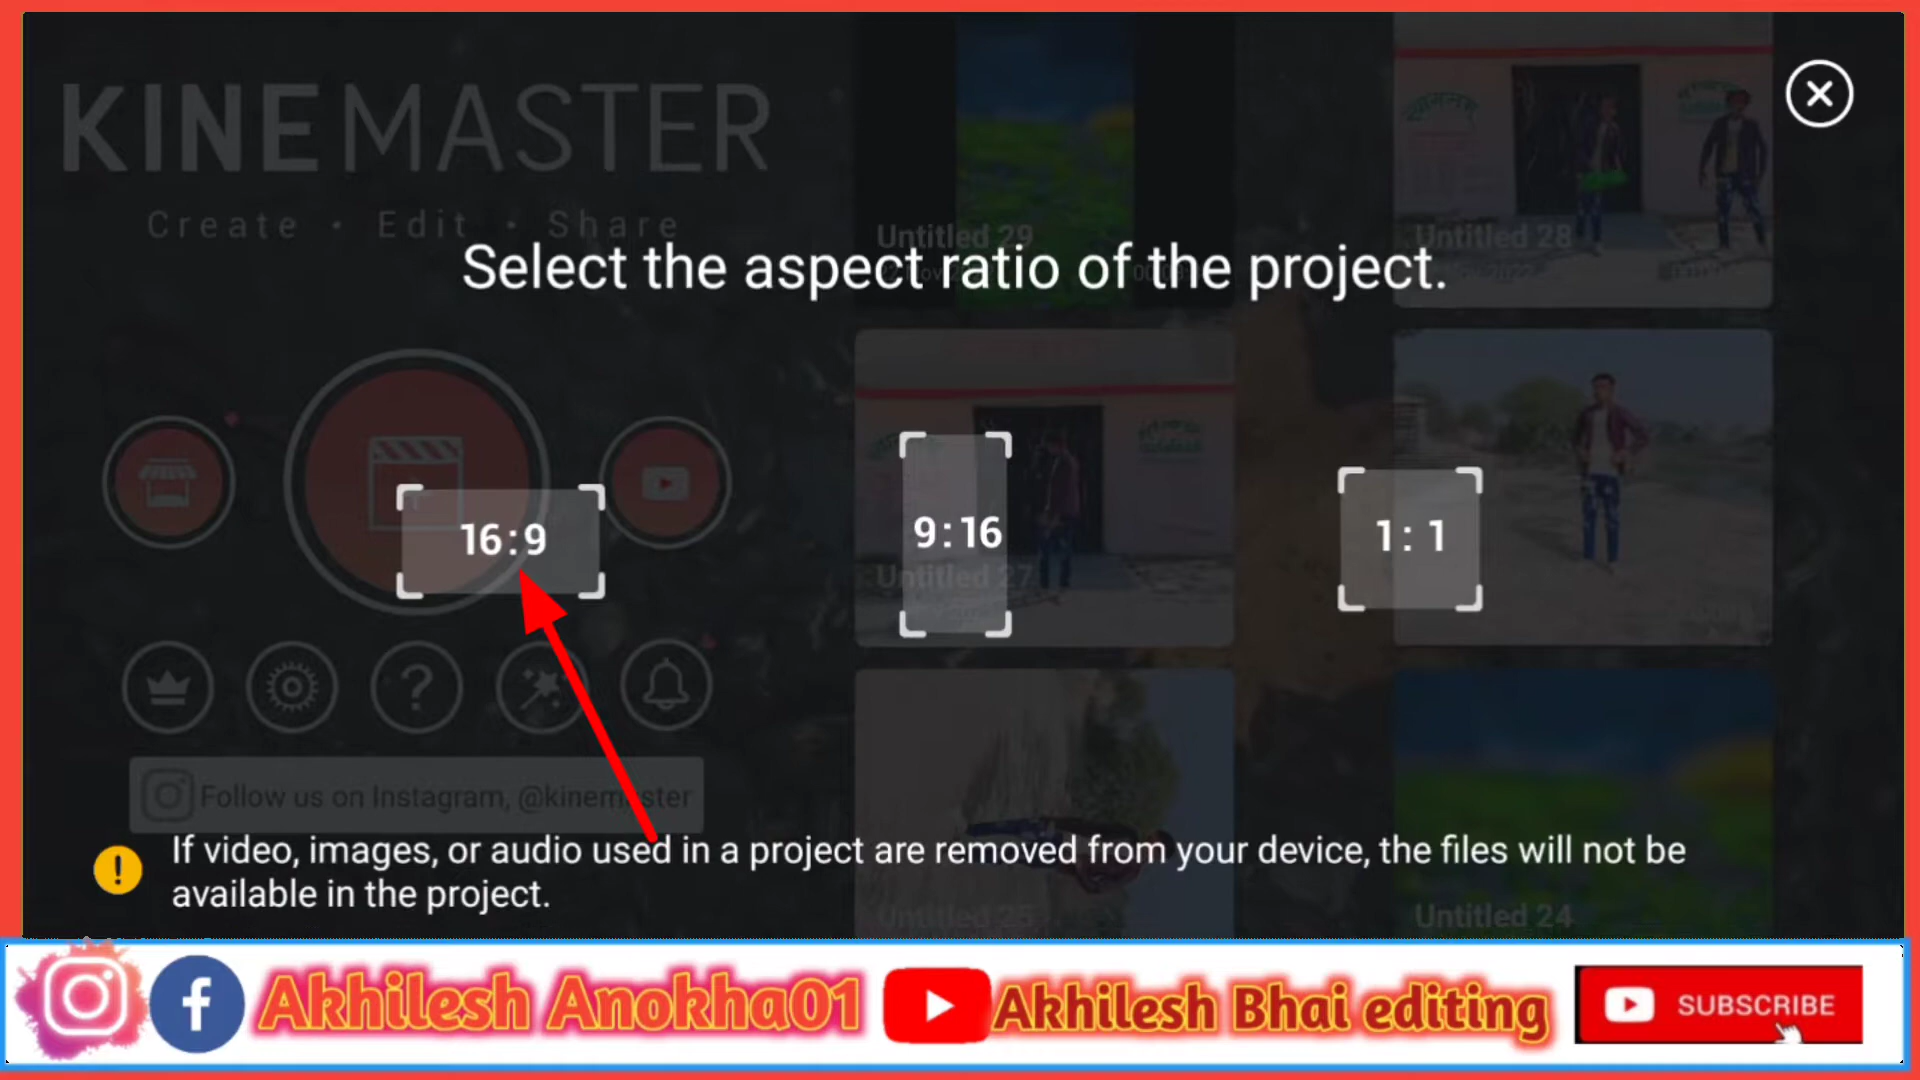 KINEMASTER
Create • Edit • Share
Untitled 29
Untitled 28
Select the aspect ratio of the project.
16:9
9:16
1:1
Untitled 27
Follow us on Instagram, @kinemaster
If video, images, or audio used in a project are removed from your device, the files will not be
available in the project.
Untitled 25
Untitled 24
Akhilesh Anokha01
Akhilesh Bhai editing
SUBSCRIBE